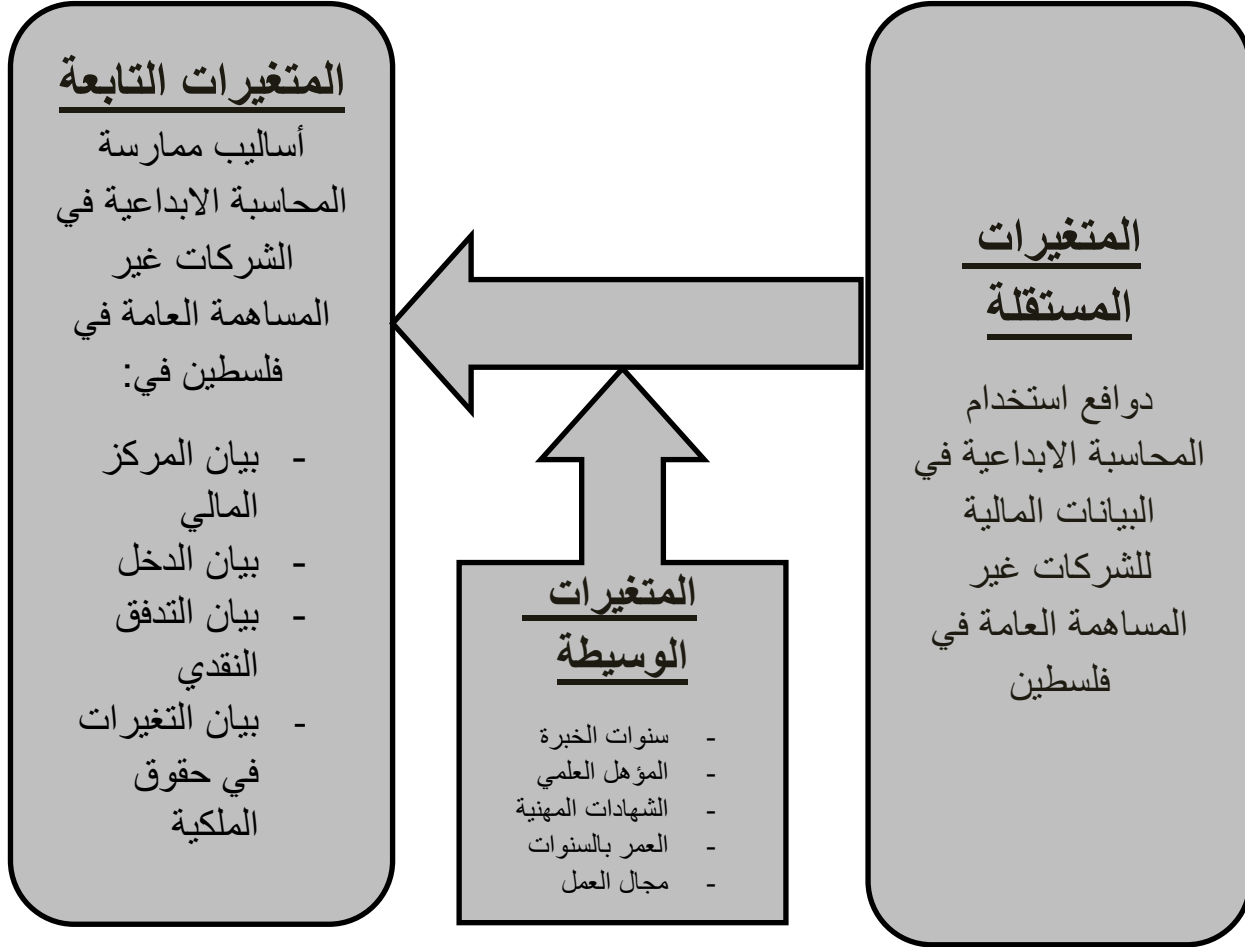 المتغيرات
المستقلة
دوافع استخدام
المحاسبة الابداعية في
البيانات المالية
للشركات غير
المساهمة العامة في
فلسطين
المتغيرات
الوسيطة
- سنوات الخبرة
- المؤهل العلمي
- الشهادات المهنية
- العمر بالسنوات
- مجال العمل
المتغيرات التابعة
أساليب ممارسة
المحاسبة الابداعية في
الشركات غير
المساهمة العامة في
فلسطين في:
- بيان المركز
المالي
- بيان الدخل
- بيان التدفق
النقدي
- بيان التغيرات
في حقوق
الملكية